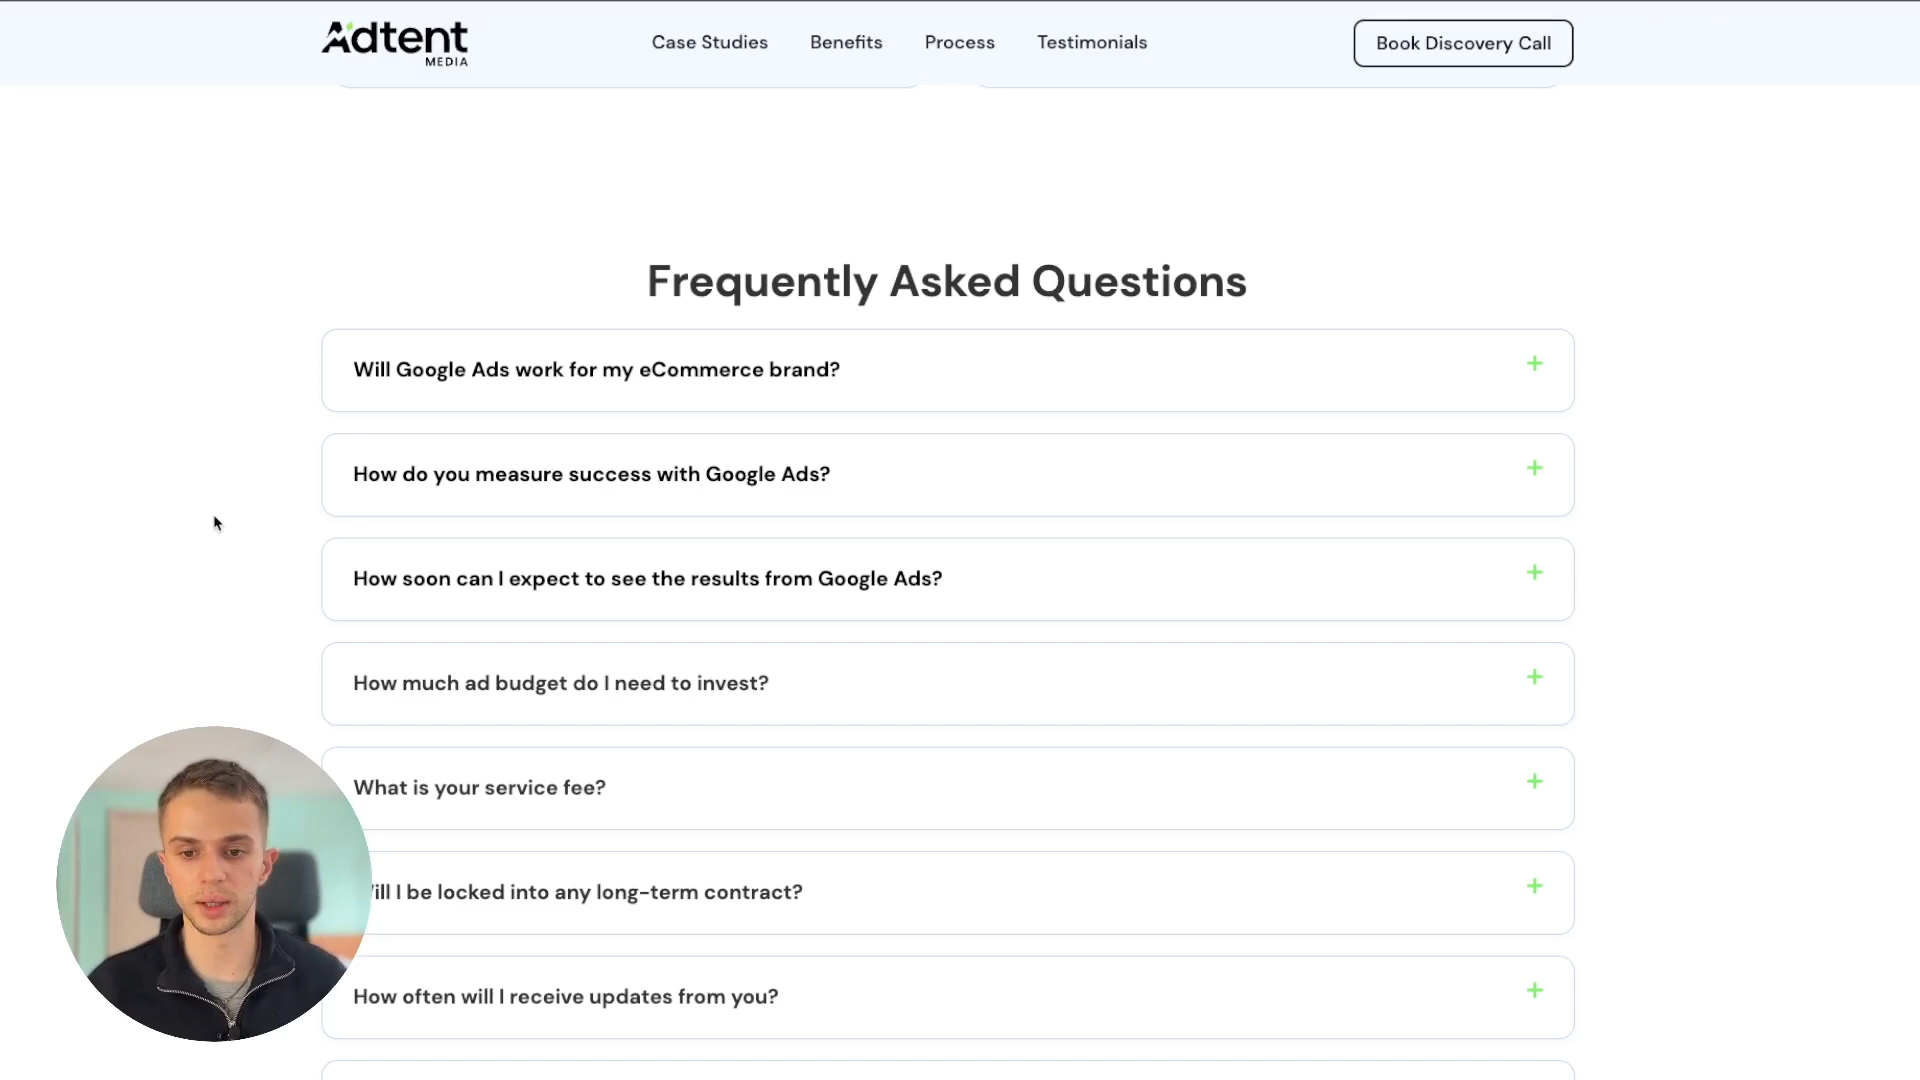 Adtent
MEDIA
Case Studies
Benefits
Process
Testimonials
Book Discovery Call
Frequently Asked Questions
Will Google Ads work for my eCommerce brand?
How do you measure success with Google Ads?
How soon can I expect to see the results from Google Ads?
How much ad budget do I need to invest?
What is your service fee?
ill I be locked into any long-term contract?
How often will I receive updates from you?